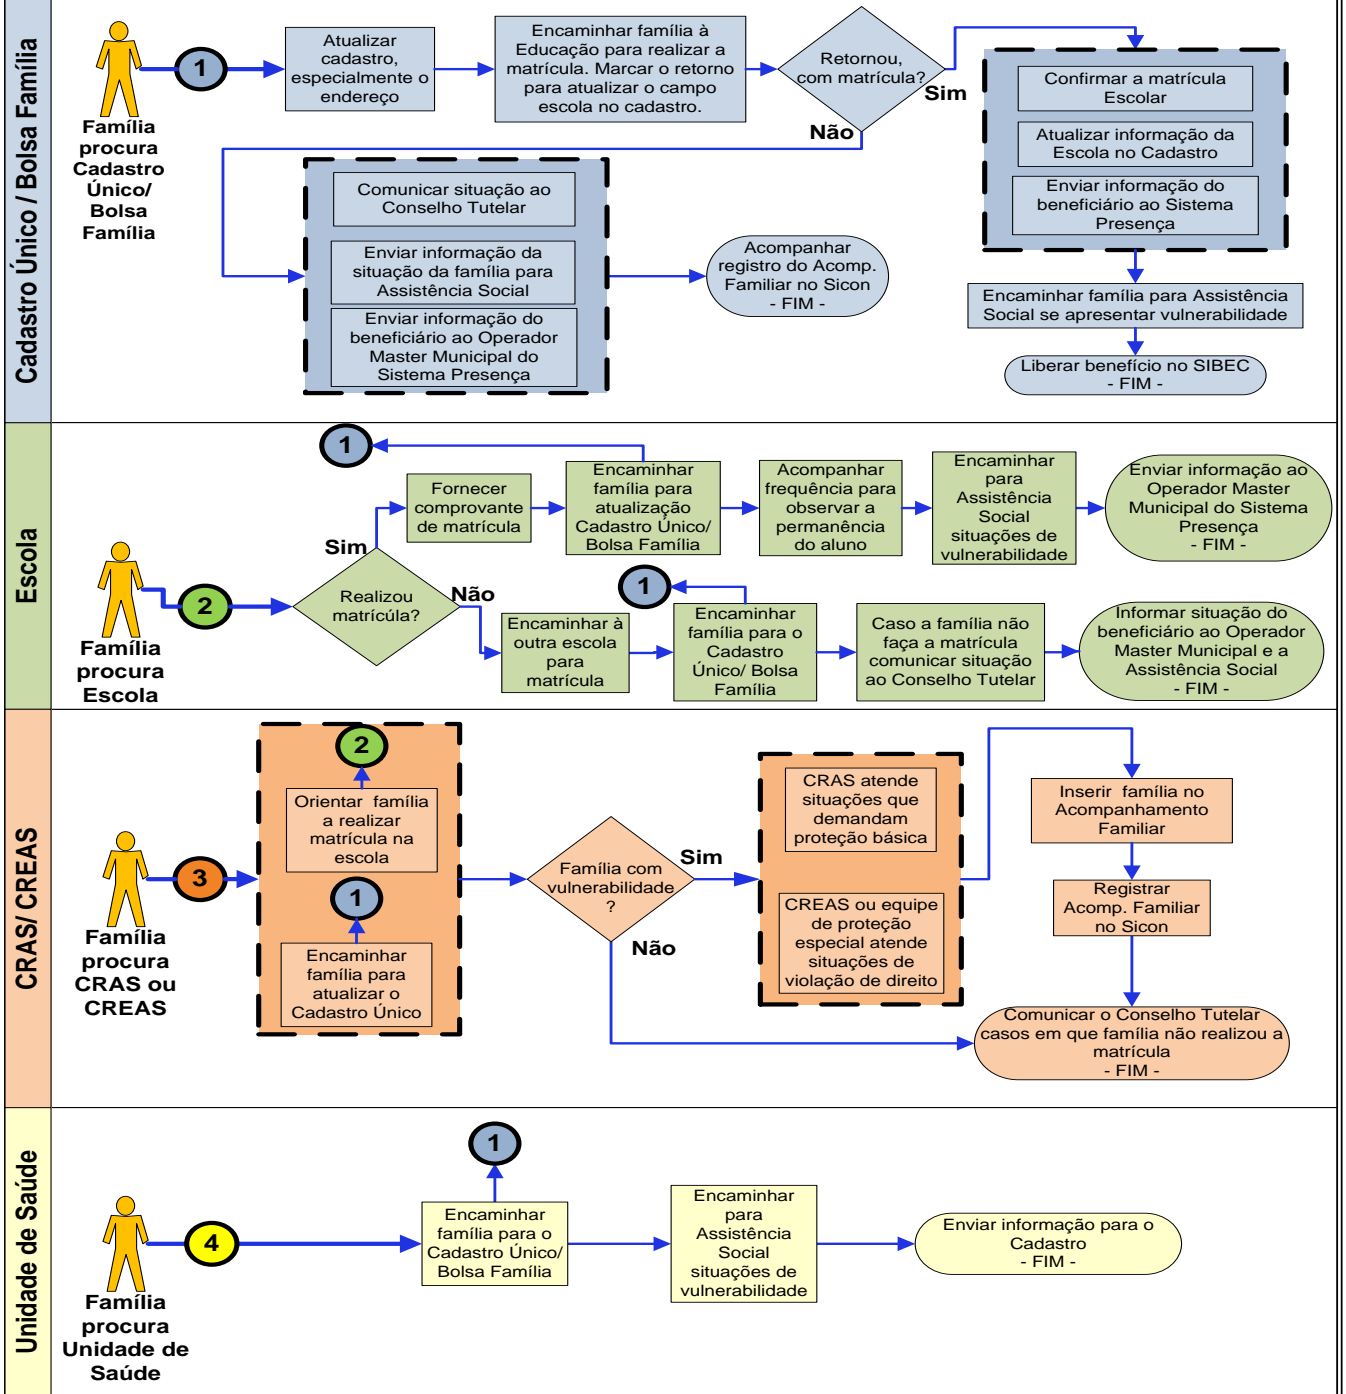 Cadastro Único / Bolsa Família
Família
procura
Cadastro
Único/
Bolsa
Família
1
Atualizar
cadastro,
especialmente o
endereço
Encaminhar família à
Educação para realizar a
matrícula. Marcar o retorno
para atualizar o campo
escola no cadastro.
Retornou,
com matrícula?
Sim
Não
Confirmar a matrícula
Escolar
Atualizar informação da
Escola no Cadastro
Enviar informação do
beneficiário ao Sistema
Presença
Encaminhar família para Assistência
Social se apresentar vulnerabilidade
Liberar benefício no SIBEC
- FIM -
Comunicar situação ao
Conselho Tutelar
Enviar informação da
situação da família para
Assistência Social
Enviar informação do
beneficiário ao Operador
Master Municipal do
Sistema Presença
Acompanhar
registro do Acomp.
Familiar no Sicon
- FIM -
Escola
Família
procura
Escola
2
Realizou
matrícúla?
Sim
Não
Fornecer
comprovante
de matrícula
1
Encaminhar
família para
atualização
Cadastro Único/
Bolsa Família
Acompanhar
frequência para
observar a
permanência
do aluno
Encaminhar
para
Assistência
Social
situações de
vulnerabilidade
Enviar informação ao
Operador Master
Municipal do Sistema
Presença
- FIM -
Encaminhar à
outra escola
para
matrícula
1
Encaminhar
família para o
Cadastro
Único/ Bolsa
Família
Caso a família não
faça a matrícula
comunicar situação
ao Conselho Tutelar
Informar situação do
beneficiário ao Operador
Master Municipal e a
Assistência Social
- FIM -
CRAS/ CREAS
Família
procura
CRAS ou
CREAS
3
2
Orientar família
a realizar
matrícula na
escola
1
Encaminhar
família para
atualizar o
Cadastro Único
Família com
vulnerabilidade
?
Sim
Não
CRAS atende
situações que
demandam
proteção básica
CREAS ou equipe
de proteção
especial atende
situações de
violação de direito
Inserir família no
Acompanhamento
Familiar
Registrar
Acomp. Familiar
no Sicon
Comunicar o Conselho Tutelar
casos em que família não realizou a
matrícula
- FIM -
Unidade de Saúde
Família
procura
Unidade de
Saúde
4
1
Encaminhar
família para o
Cadastro Único/
Bolsa Família
Encaminhar
para
Assistência
Social
situações de
vulnerabilidade
Enviar informação para o
Cadastro
- FIM -